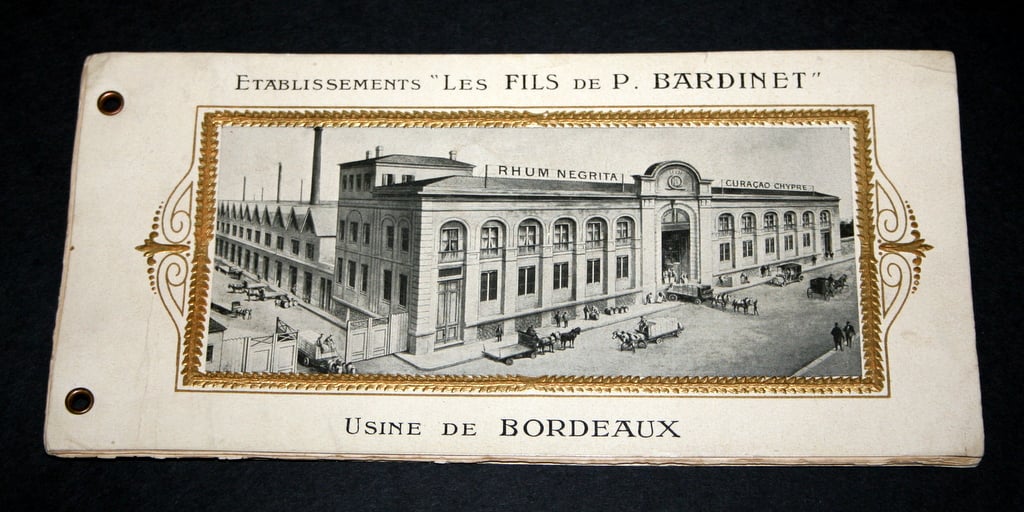 ETABLISSEMENTS "LES FILS DE P. BARDINET"
RHUM NEGRITA
CURAÇAO CHYPRE
USINE DE BORDEAUX